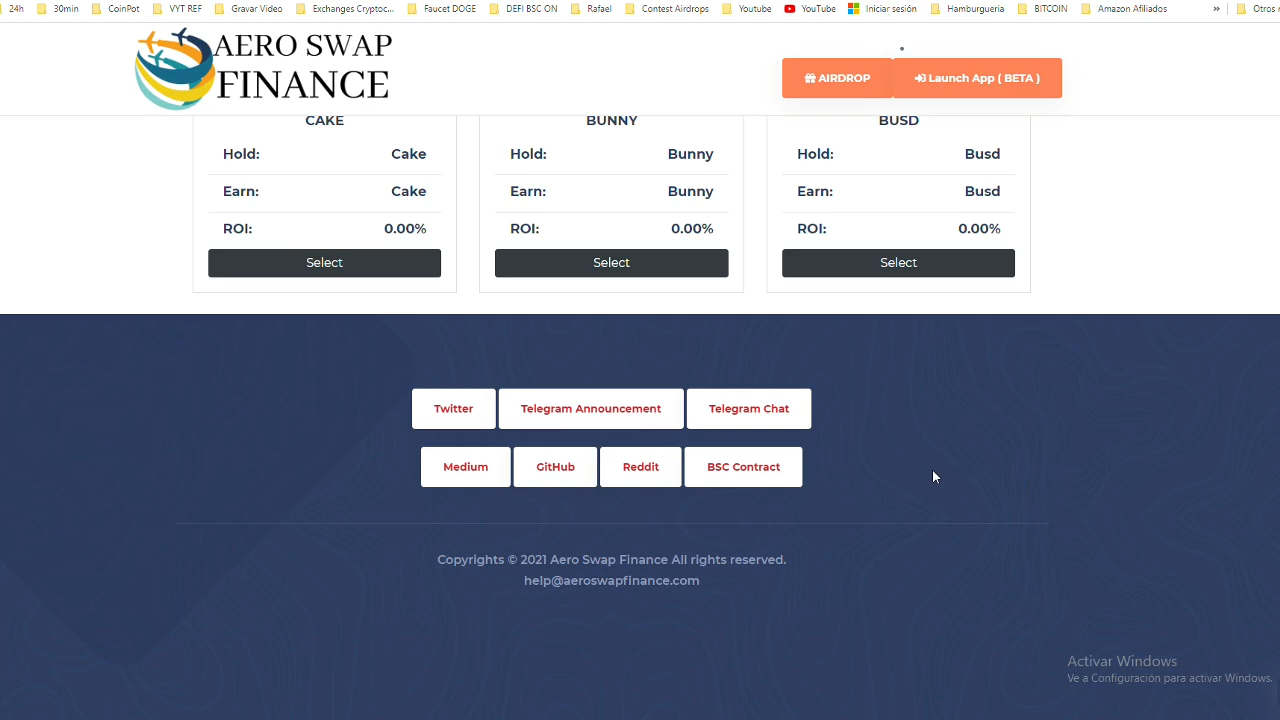 24h 30min CoinPot VYT REF Gravar Video Exchanges Cryptoc... Faucet DOGE DEFI BSC ON Rafael Contest Airdrops Youtube YouTube Iniciar sesión Hamburgueria BITCOIN Amazon Afiliados » Otros
AERO SWAP
FINANCE
AIRDROP Launch App ( BETA )
CAKE BUNNY BUSD
Hold: Cake Hold: Bunny Hold: Busd
Earn: Cake Earn: Bunny Earn: Busd
ROI: 0.00% ROI: 0.00% ROI: 0.00%
Select Select Select
Twitter Telegram Announcement Telegram Chat
Medium GitHub Reddit BSC Contract
Copyrights © 2021 Aero Swap Finance All rights reserved.
help@aeroswapfinance.com
Activar Windows
Ve a Configuración para activar Windows.